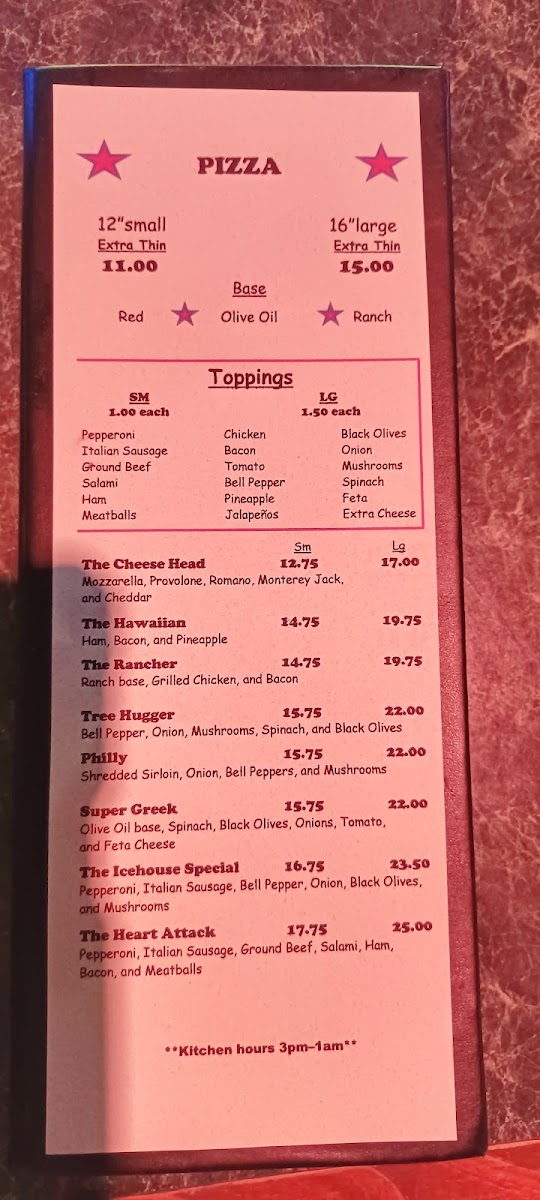 PIZZA
12"small 16"large
Extra Thin Extra Thin
11.00 15.00
Base
Red Olive Oil Ranch
Toppings
SM LG
1.00 each 1.50 each
Pepperoni Chicken Black Olives
Italian Sausage Bacon Onion
Ground Beef Tomato Mushrooms
Salami Bell Pepper Spinach
Ham Pineapple Feta
Meatballs Jalapeños Extra Cheese
Sm Lg
The Cheese Head 12.75 17.00
Mozzarella, Provolone, Romano, Monterey Jack,
and Cheddar
The Hawaiian 14.75 19.75
Ham, Bacon, and Pineapple
The Rancher 14.75 19.75
Ranch base, Grilled Chicken, and Bacon
Tree Hugger 15.75 22.00
Bell Pepper, Onion, Mushrooms, Spinach, and Black Olives
Philly 15.75 22.00
Shredded Sirloin, Onion, Bell Peppers, and Mushrooms
Super Greek 15.75 22.00
Olive Oil base, Spinach, Black Olives, Onions, Tomato,
and Feta Cheese
The Icehouse Special 16.75 23.50
Pepperoni, Italian Sausage, Bell Pepper, Onion, Black Olives,
and Mushrooms
The Heart Attack 17.75 25.00
Pepperoni, Italian Sausage, Ground Beef, Salami, Ham,
Bacon, and Meatballs
**Kitchen hours 3pm–1am**